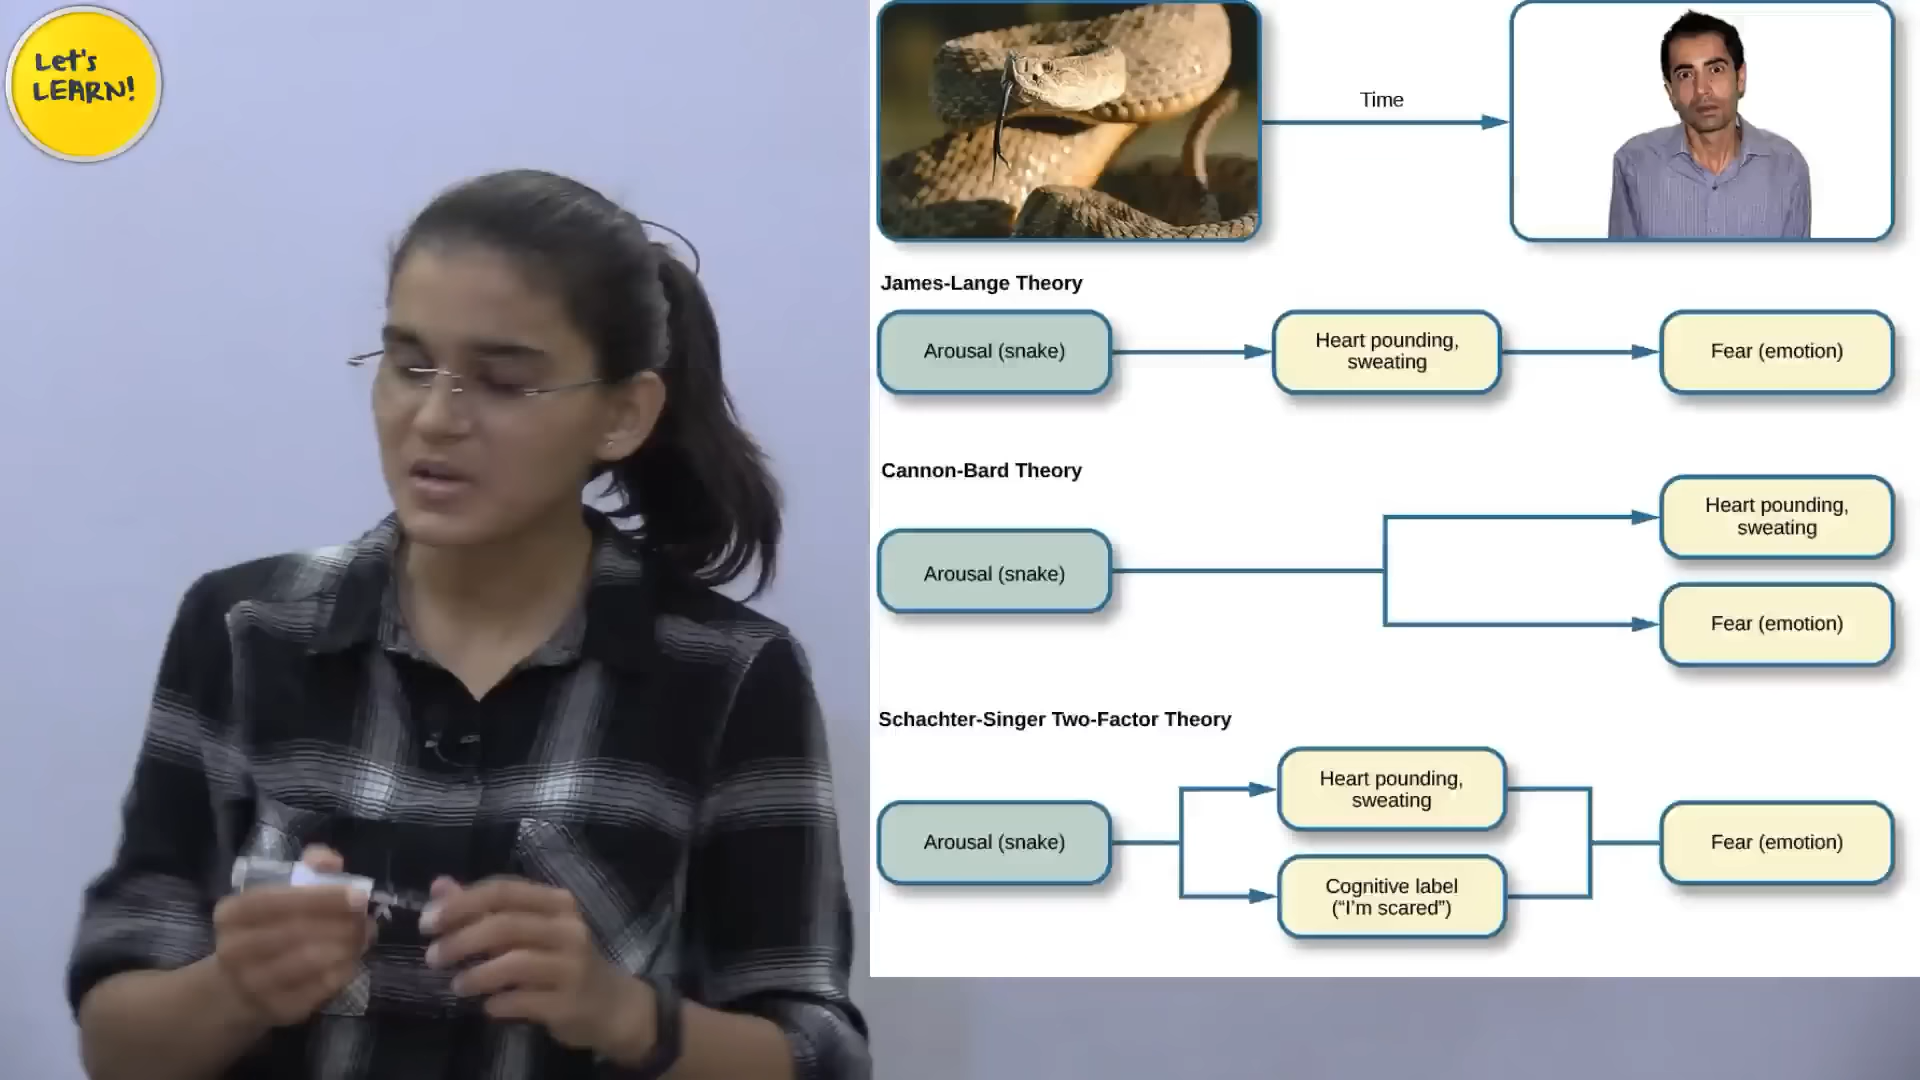 Let's
LEARN!
Time
James-Lange Theory
Arousal (snake)
Heart pounding,
sweating
Fear (emotion)
Cannon-Bard Theory
Arousal (snake)
Heart pounding,
sweating
Fear (emotion)
Schachter-Singer Two-Factor Theory
Arousal (snake)
Heart pounding,
sweating
Cognitive label
(“I’m scared”)
Fear (emotion)